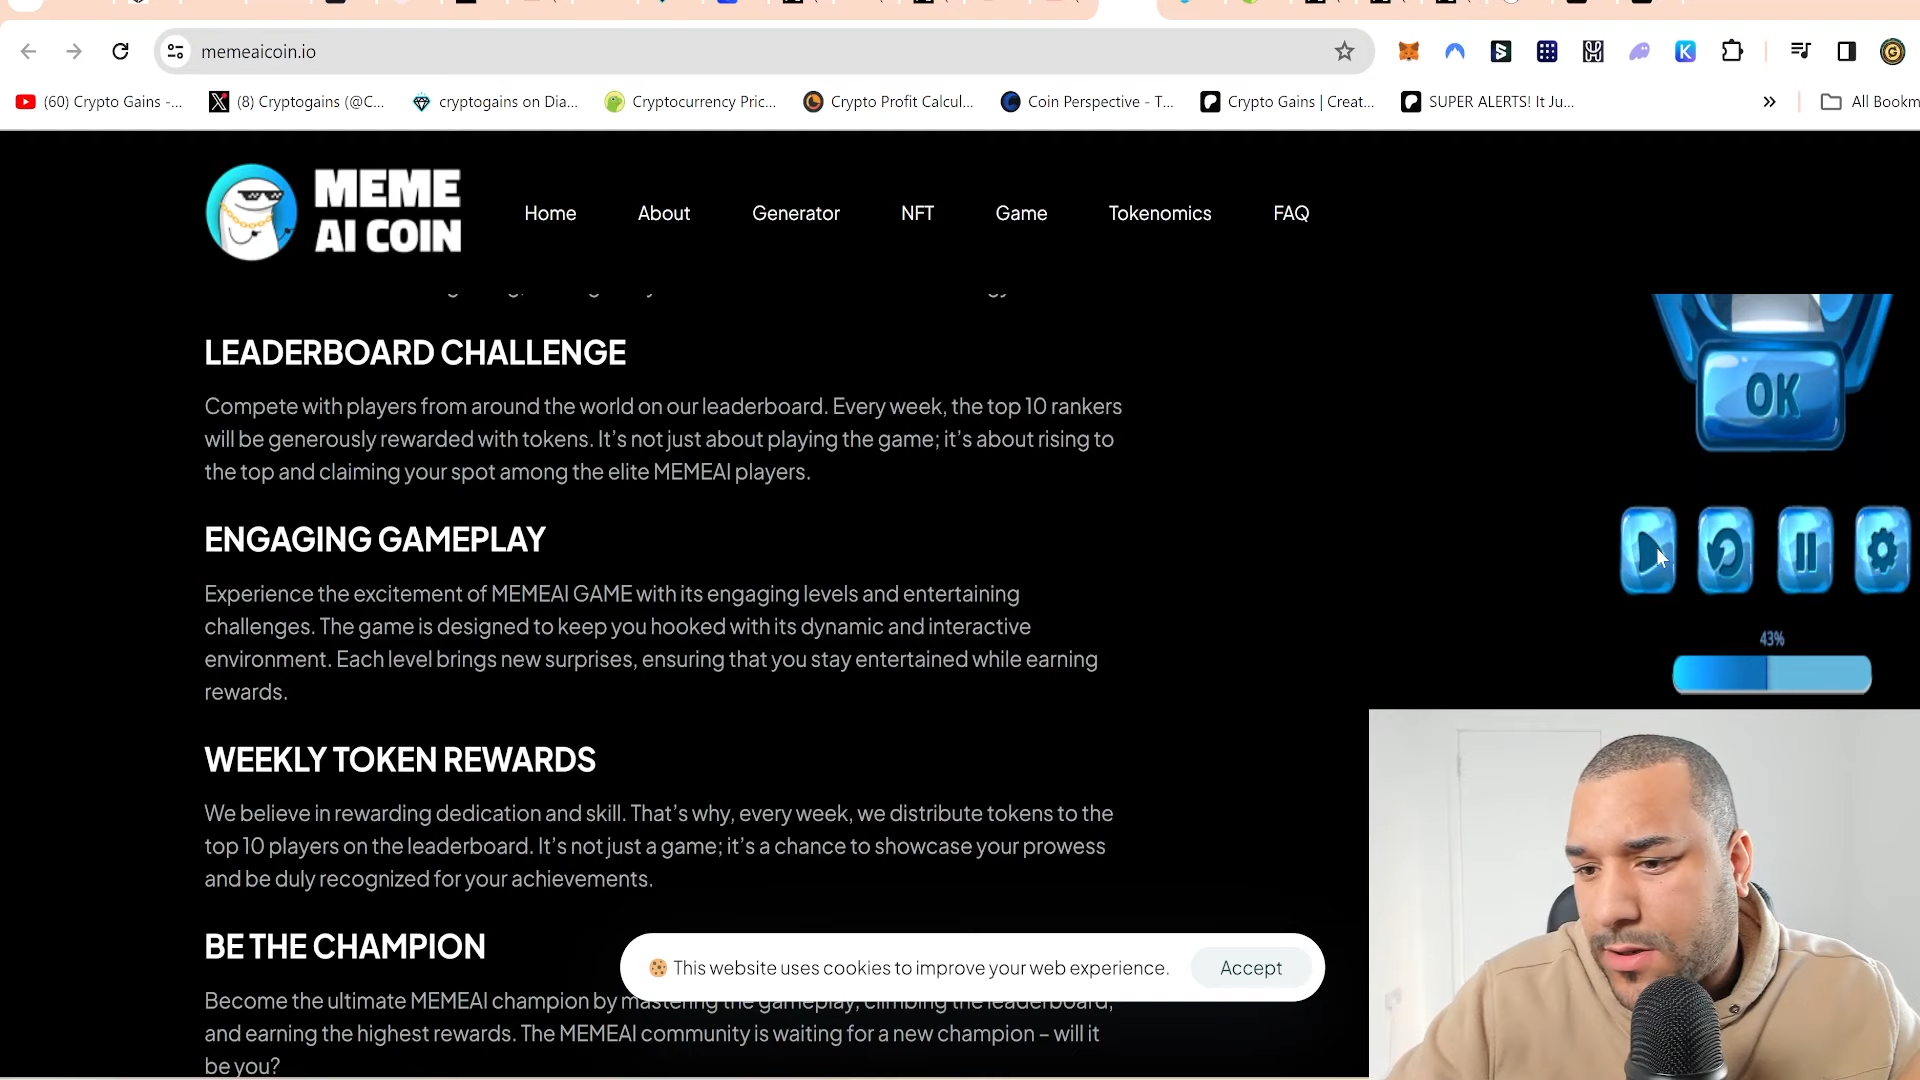 memeaicoin.io
(60) Crypto Gains -...
(8) Cryptogains (@C...
cryptogains on Dia...
Cryptocurrency Pric...
Crypto Profit Calcul...
Coin Perspective - T...
Crypto Gains | Creat...
SUPER ALERTS! It Ju...
All Bookm
MEME
AI COIN
Home
About
Generator
NFT
Game
Tokenomics
FAQ
LEADERBOARD CHALLENGE
Compete with players from around the world on our leaderboard. Every week, the top 10 rankers
will be generously rewarded with tokens. It's not just about playing the game; it's about rising to
the top and claiming your spot among the elite MEMEAI players.
ENGAGING GAMEPLAY
Experience the excitement of MEMEAI GAME with its engaging levels and entertaining
challenges. The game is designed to keep you hooked with its dynamic and interactive
environment. Each level brings new surprises, ensuring that you stay entertained while earning
rewards.
WEEKLY TOKEN REWARDS
We believe in rewarding dedication and skill. That's why, every week, we distribute tokens to the
top 10 players on the leaderboard. It's not just a game; it's a chance to showcase your prowess
and be duly recognized for your achievements.
BE THE CHAMPION
Become the ultimate MEMEAI champion by mastering the gameplay, climbing the leaderboard,
and earning the highest rewards. The MEMEAI community is waiting for a new champion – will it
be you?
This website uses cookies to improve your web experience.
Accept
OK
43%